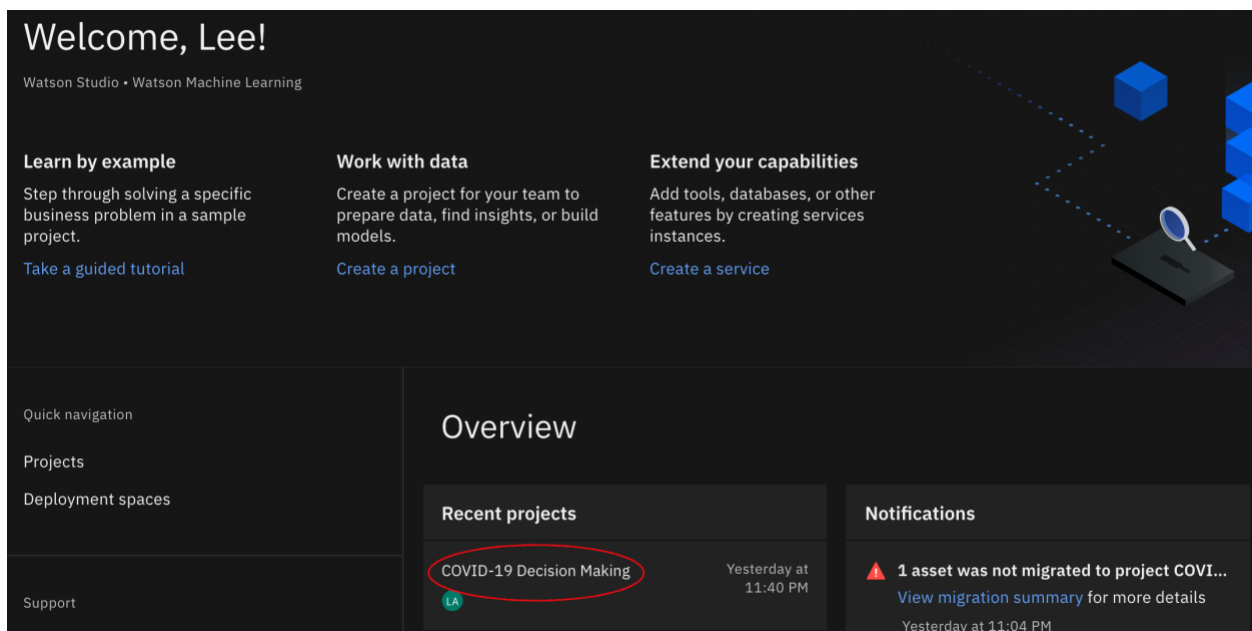 Welcome, Lee!
Watson Studio • Watson Machine Learning
Learn by example
Step through solving a specific
business problem in a sample
project.
Take a guided tutorial
Work with data
Create a project for your team to
prepare data, find insights, or build
models.
Create a project
Extend your capabilities
Add tools, databases, or other
features by creating services
instances.
Create a service
Quick navigation
Projects
Deployment spaces
Support
Overview
Recent projects
COVID-19 Decision Making
LA
Yesterday at
11:40 PM
Notifications
1 asset was not migrated to project COVI...
View migration summary for more details
Yesterday at 11:04 PM